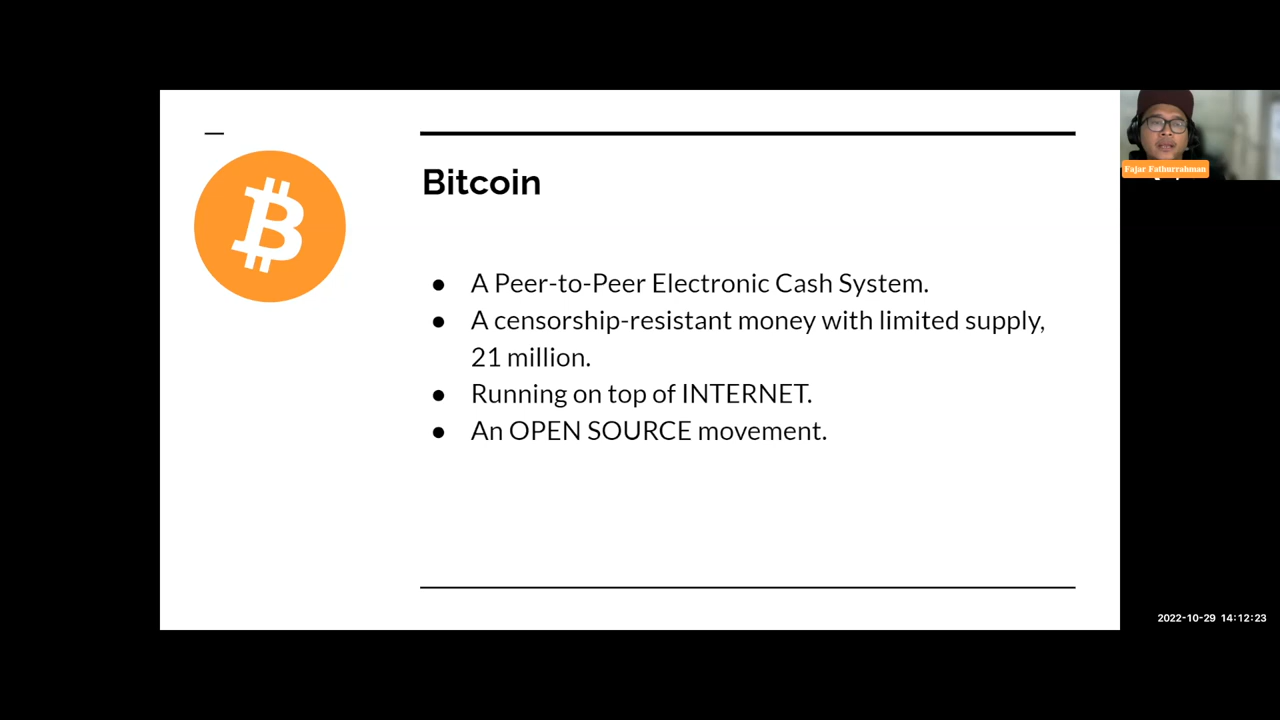 Bitcoin
● A Peer-to-Peer Electronic Cash System.
● A censorship-resistant money with limited supply,
21 million.
● Running on top of INTERNET.
● An OPEN SOURCE movement.
Fajar Fathurrahman
2022-10-29 14:12:23